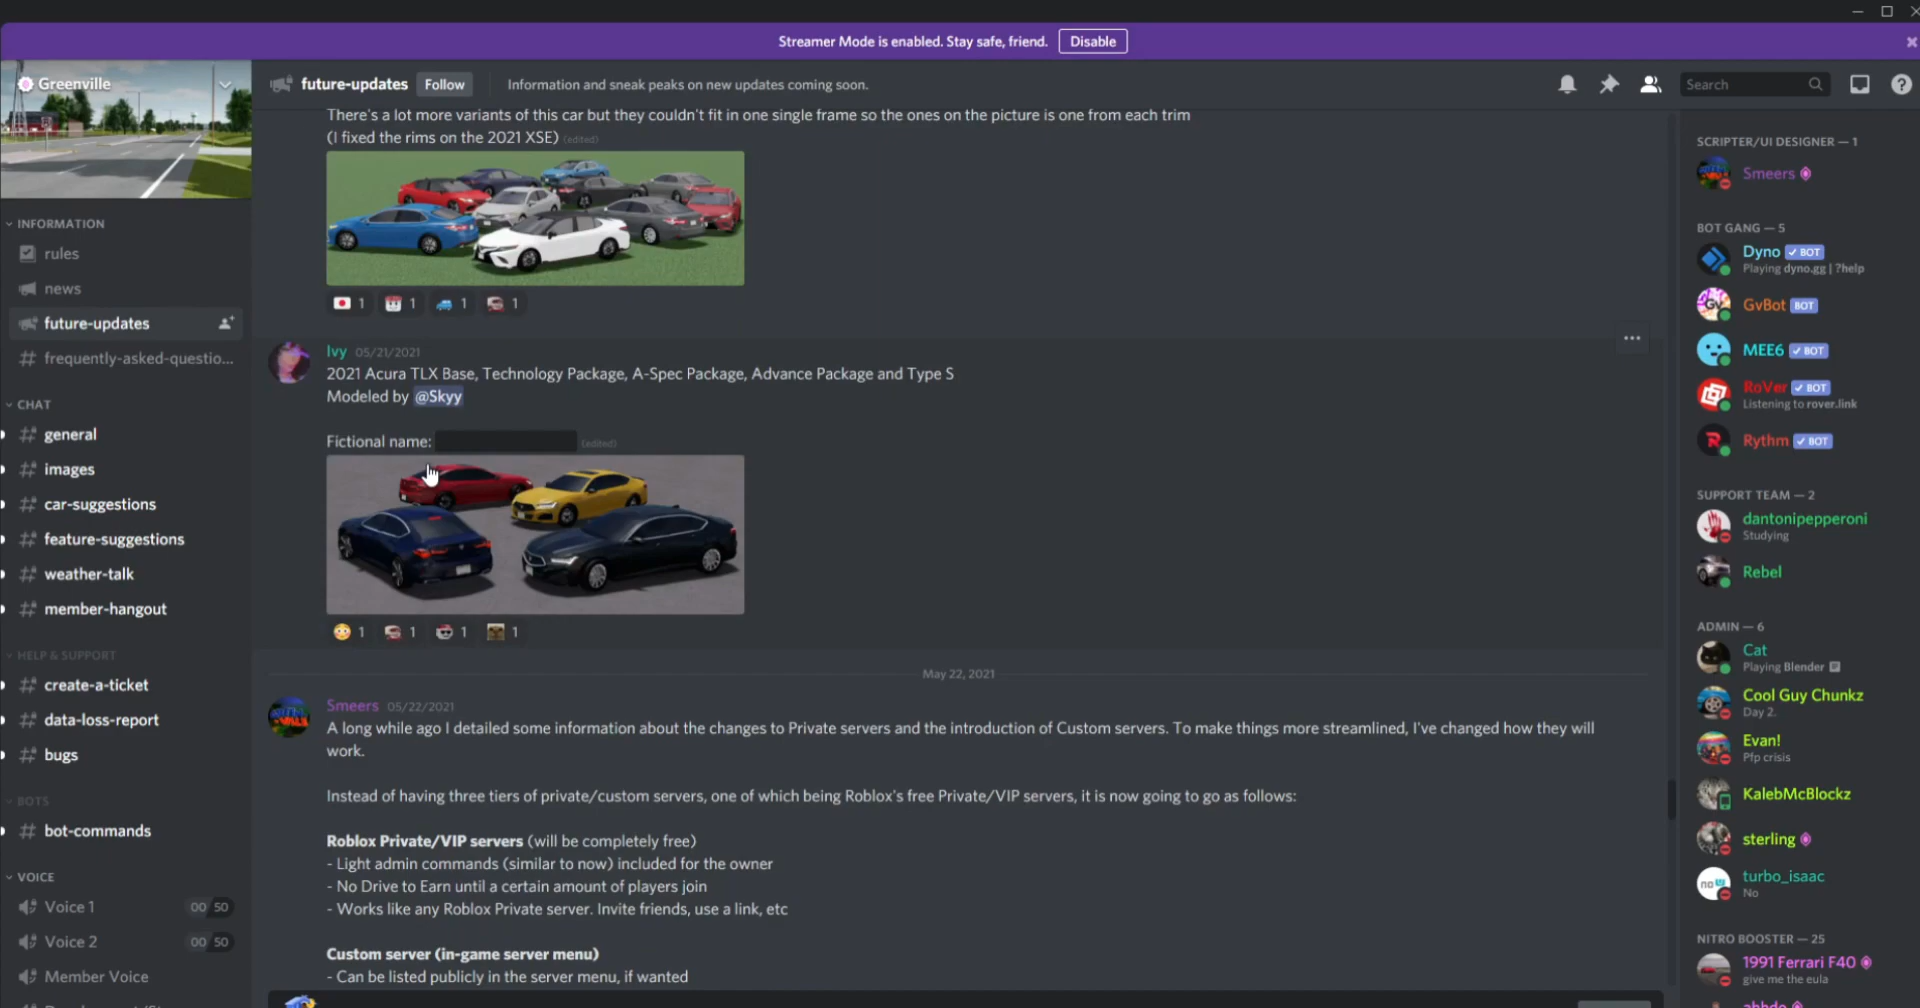 Streamer Mode is enabled. Stay safe, friend.
Disable
Greenville
future-updates
Follow
Information and sneak peaks on new updates coming soon.
Search
INFORMATION
rules
news
future-updates
frequently-asked-questio...
CHAT
general
images
car-suggestions
feature-suggestions
weather-talk
member-hangout
HELP & SUPPORT
create-a-ticket
data-loss-report
bugs
BOTS
bot-commands
VOICE
Voice 1
00 50
Voice 2
00 50
Member Voice
There's a lot more variants of this car but they couldn't fit in one single frame so the ones on the picture is one from each trim
(I fixed the rims on the 2021 XSE) (edited)
1 1 1 1
Ivy 05/21/2021
2021 Acura TLX Base, Technology Package, A-Spec Package, Advance Package and Type S
Modeled by @Skyy
Fictional name: (edited)
1 1 1 1
May 22, 2021
Smeers 05/22/2021
A long while ago I detailed some information about the changes to Private servers and the introduction of Custom servers. To make things more streamlined, I've changed how they will
work.
Instead of having three tiers of private/custom servers, one of which being Roblox's free Private/VIP servers, it is now going to go as follows:
Roblox Private/VIP servers (will be completely free)
- Light admin commands (similar to now) included for the owner
- No Drive to Earn until a certain amount of players join
- Works like any Roblox Private server. Invite friends, use a link, etc
Custom server (in-game server menu)
- Can be listed publicly in the server menu, if wanted
SCRIPTER/UI DESIGNER — 1
Smeers
BOT GANG — 5
Dyno BOT
Playing dyno.gg | ?help
GvBot BOT
MEE6 BOT
RoVer BOT
Listening to rover.link
Rythm BOT
SUPPORT TEAM — 2
dantonipepperoni
Studying
Rebel
ADMIN — 6
Cat
Playing Blender
Cool Guy Chunkz
Day 2.
Evan!
Pfp crisis
KalebMcBlockz
sterling
no U
turbo_isaac
No
NITRO BOOSTER — 25
1991 Ferrari F40
give me the eula